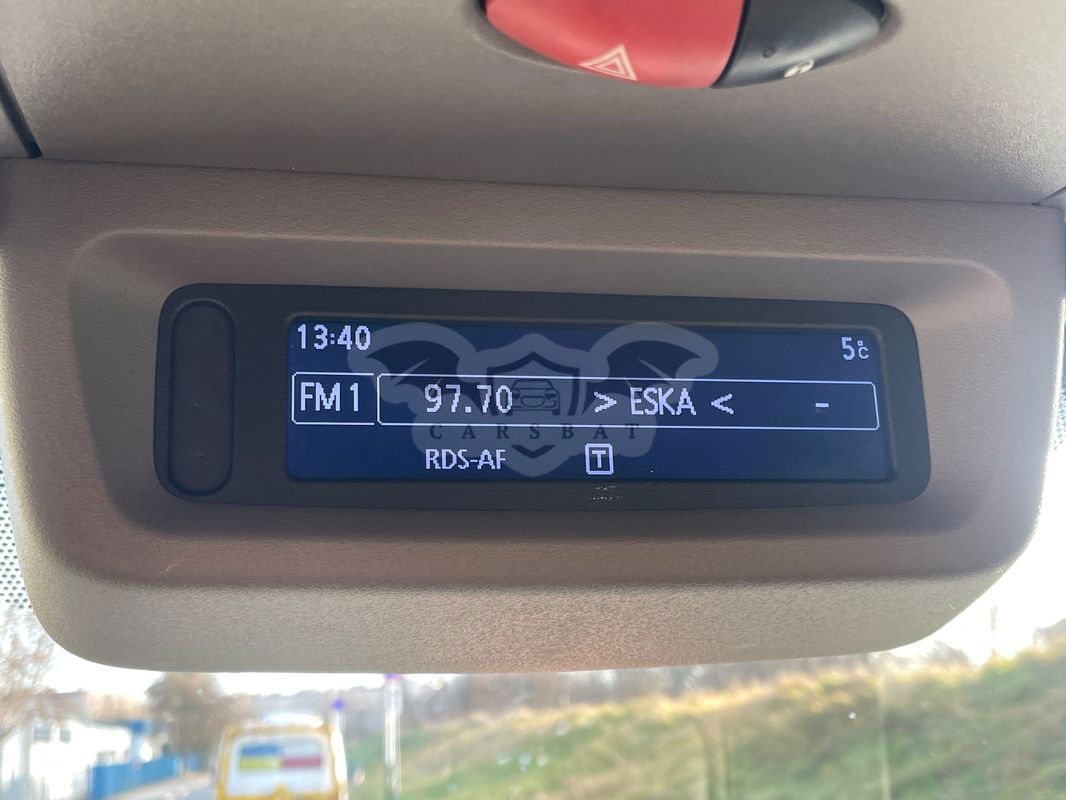 13:40
5°C
FM1 97.70 > ESKA < -
CARSBAT
RDS-AF T